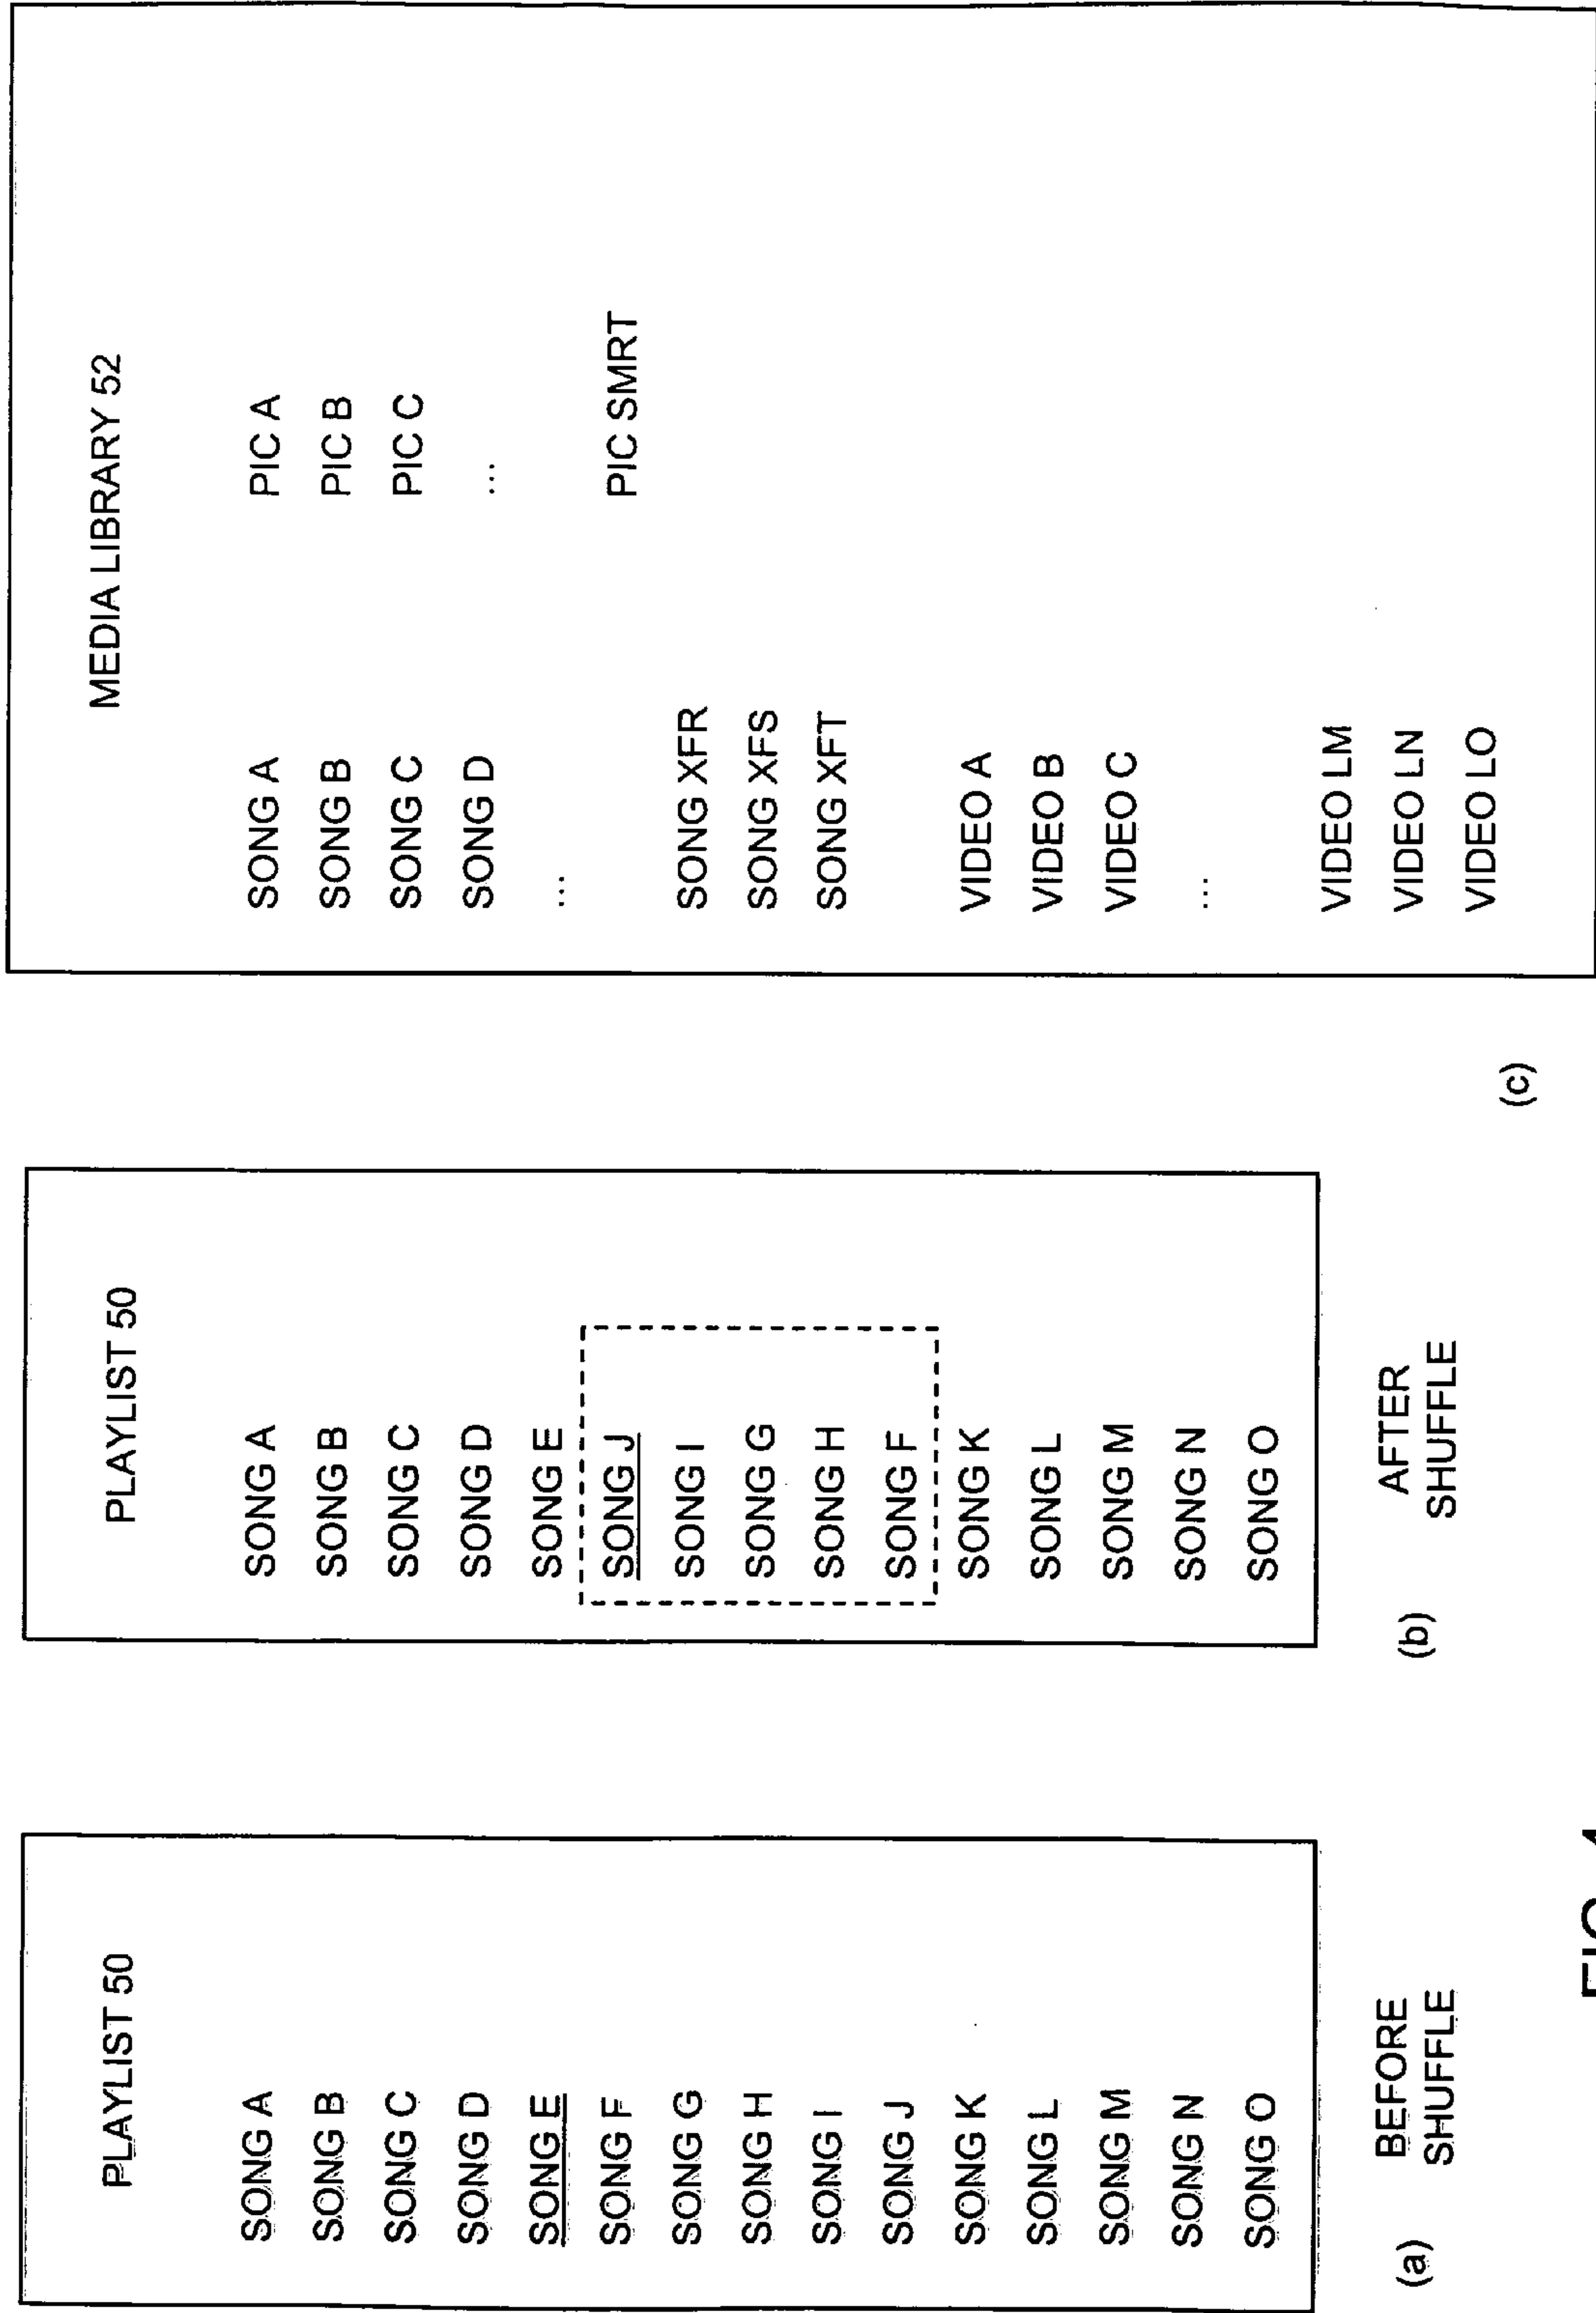 PLAYLIST 50
SONG A
SONG B
SONG C
SONG D
SONG E
SONG F
SONG G
SONG H
SONG I
SONG J
SONG K
SONG L
SONG M
SONG N
SONG O
(a)
BEFORE
SHUFFLE
PLAYLIST 50
SONG A
SONG B
SONG C
SONG D
SONG E
SONG J
SONG I
SONG G
SONG H
SONG F
SONG K
SONG L
SONG M
SONG N
SONG O
(b)
AFTER
SHUFFLE
MEDIA LIBRARY 52
SONG A
SONG B
SONG C
SONG D
...
SONG XFR
SONG XFS
SONG XFT
VIDEO A
VIDEO B
VIDEO C
...
VIDEO LM
VIDEO LN
VIDEO LO
PIC A
PIC B
PIC C
...
PIC SMRT
(c)